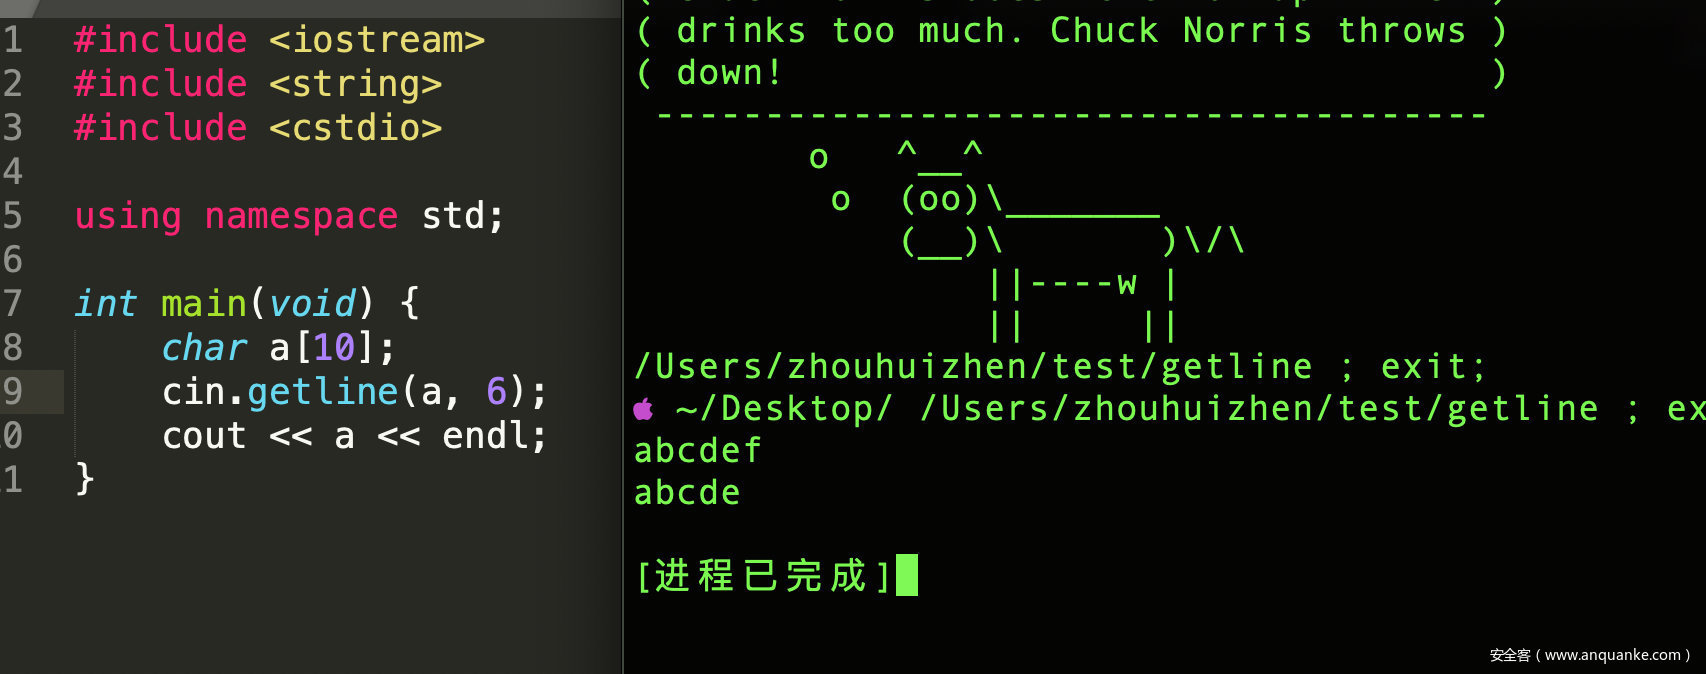 1 #include <iostream>
2 #include <string>
3 #include <cstdio>
4
5 using namespace std;
6
7 int main(void) {
8 char a[10];
9 cin.getline(a, 6);
0 cout << a << endl;
1 }
( drinks too much. Chuck Norris throws )
( down! )
--------------------------------------
o ^__^
o (oo)\_______
(__)\ )\/\
||----w |
|| ||
/Users/zhouhuizhen/test/getline ; exit;
~/Desktop/ /Users/zhouhuizhen/test/getline ; ex
abcdef
abcde
[进程已完成]
安全客（www.anquanke.com）